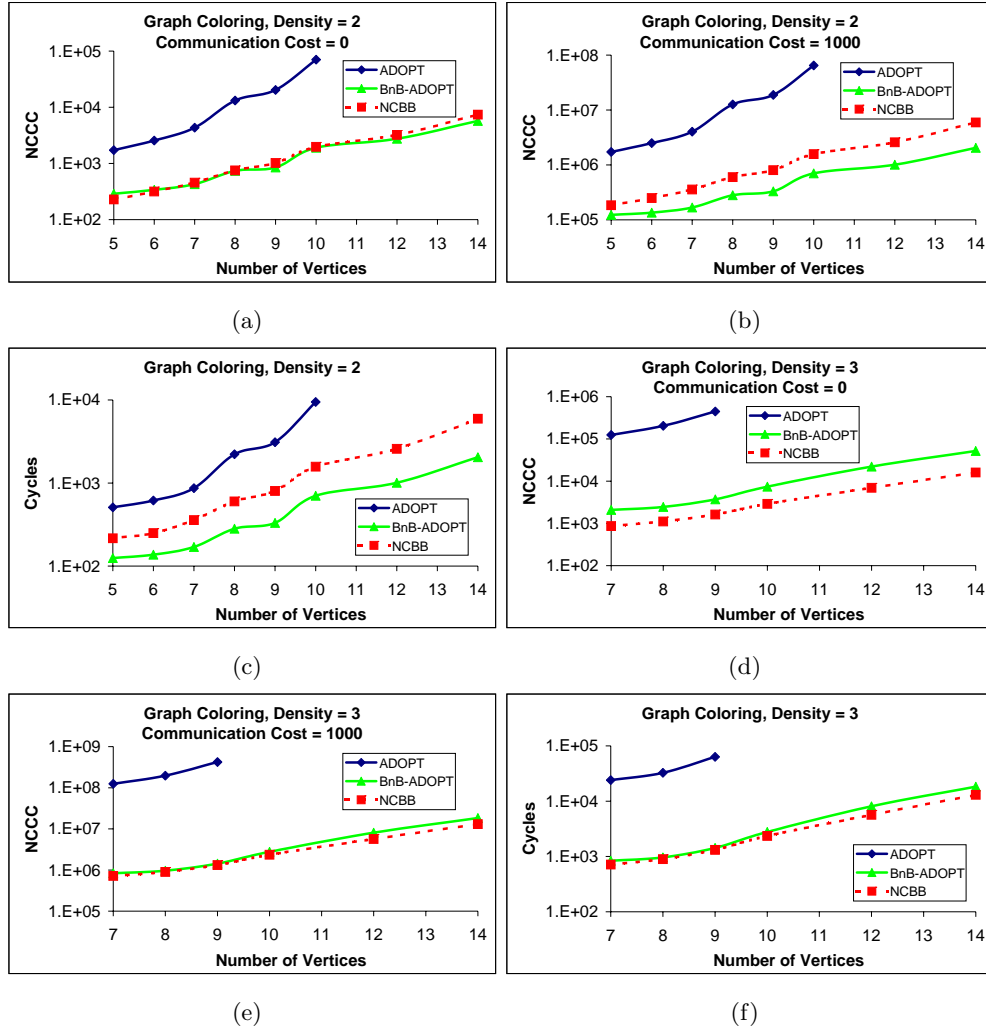 Graph Coloring, Density = 2
Communication Cost = 0
1.E+05
1.E+04
1.E+03
1.E+02
NCCC
ADOPT
BnB-ADOPT
NCBB
5 6 7 8 9 10 11 12 13 14
Number of Vertices
(a)
Graph Coloring, Density = 2
Communication Cost = 1000
1.E+08
1.E+07
1.E+06
1.E+05
NCCC
ADOPT
BnB-ADOPT
NCBB
5 6 7 8 9 10 11 12 13 14
Number of Vertices
(b)
Graph Coloring, Density = 2
1.E+04
1.E+03
1.E+02
Cycles
ADOPT
BnB-ADOPT
NCBB
5 6 7 8 9 10 11 12 13 14
Number of Vertices
(c)
Graph Coloring, Density = 3
Communication Cost = 0
1.E+06
1.E+05
1.E+04
1.E+03
1.E+02
NCCC
ADOPT
BnB-ADOPT
NCBB
7 8 9 10 11 12 13 14
Number of Vertices
(d)
Graph Coloring, Density = 3
Communication Cost = 1000
1.E+09
1.E+08
1.E+07
1.E+06
1.E+05
NCCC
ADOPT
BnB-ADOPT
NCBB
7 8 9 10 11 12 13 14
Number of Vertices
(e)
Graph Coloring, Density = 3
1.E+05
1.E+04
1.E+03
1.E+02
Cycles
ADOPT
BnB-ADOPT
NCBB
7 8 9 10 11 12 13 14
Number of Vertices
(f)